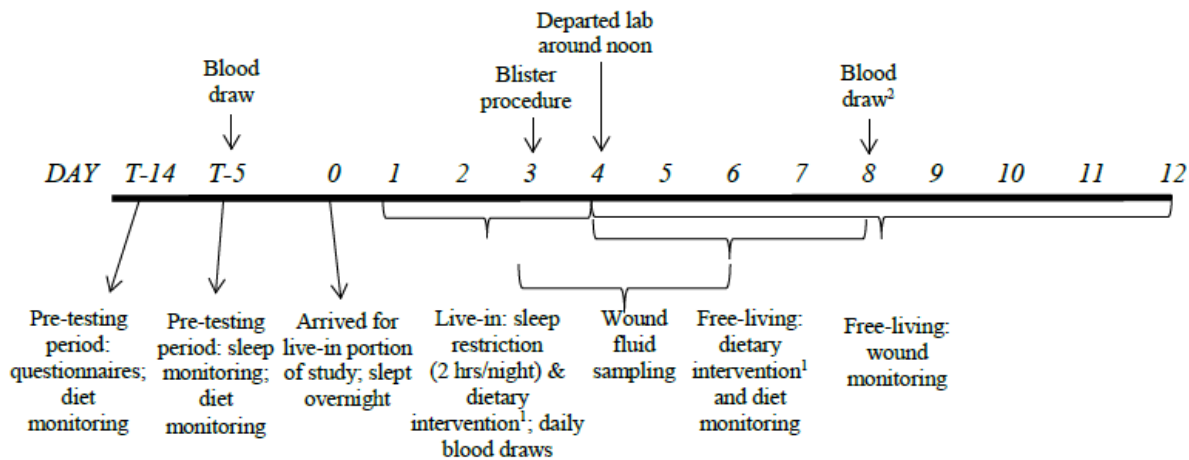 Departed lab
around noon
Blood
draw
Blister
procedure
Blood
draw²
DAY T-14 T-5 0 1 2 3 4 5 6 7 8 9 10 11 12
Pre-testing
period:
questionnaires;
diet
monitoring
Pre-testing
period: sleep
monitoring;
diet
monitoring
Arrived for
live-in portion
of study; slept
overnight
Live-in: sleep
restriction
(2 hrs/night) &
dietary
intervention¹; daily
blood draws
Wound
fluid
sampling
Free-living:
dietary
intervention¹
and diet
monitoring
Free-living:
wound
monitoring